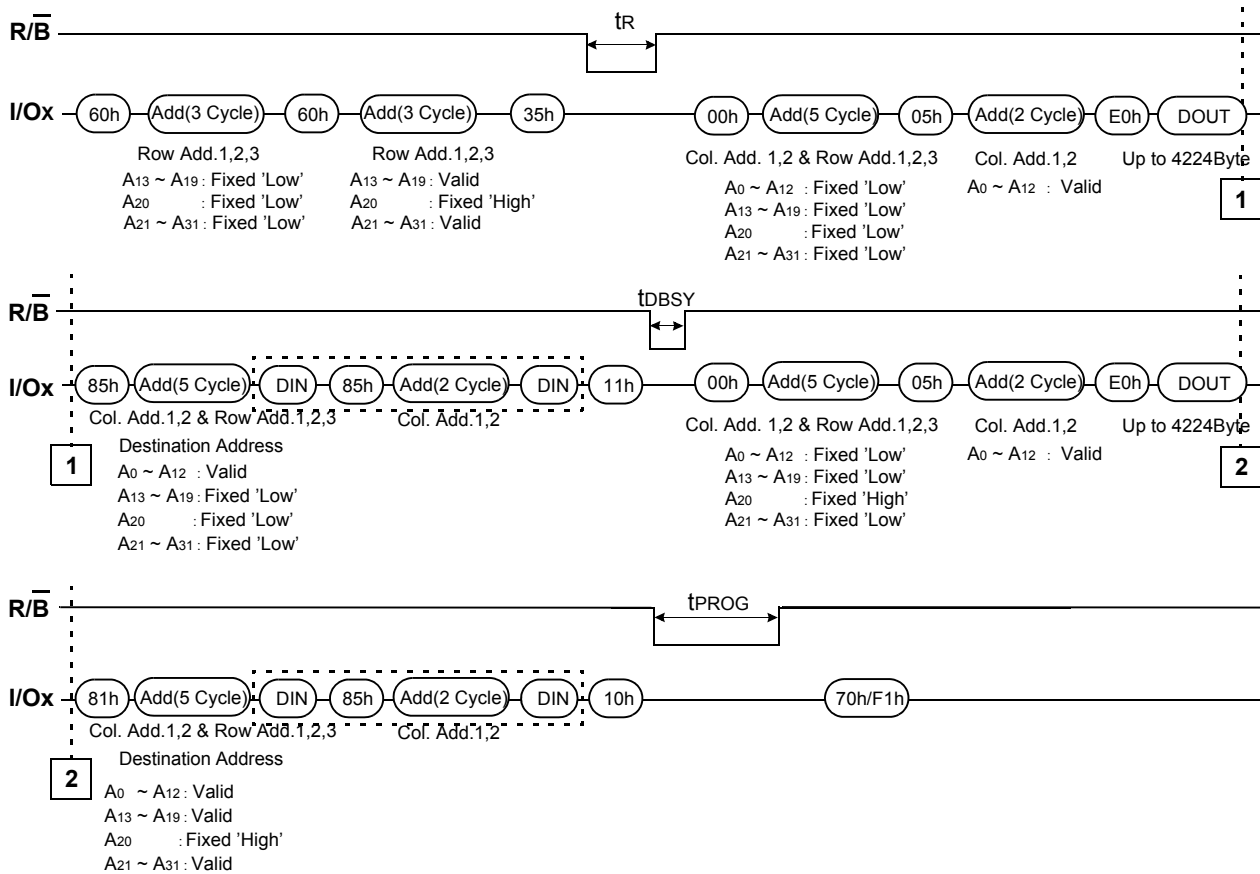 tR
R/B
I/Ox 60h Add(3 Cycle) 60h Add(3 Cycle) 35h 00h Add(5 Cycle) 05h Add(2 Cycle) E0h DOUT
Row Add.1,2,3 Row Add.1,2,3 Col. Add. 1,2 & Row Add.1,2,3 Col. Add.1,2 Up to 4224Byte
A13 ~ A19 : Fixed 'Low' A13 ~ A19 : Valid A0 ~ A12 : Fixed 'Low' A0 ~ A12 : Valid
A20 : Fixed 'Low' A20 : Fixed 'High' A13 ~ A19 : Fixed 'Low' 1
A21 ~ A31 : Fixed 'Low' A21 ~ A31 : Valid A20 : Fixed 'Low'
A21 ~ A31 : Fixed 'Low'
tDBSY
R/B
I/Ox 85h Add(5 Cycle) DIN 85h Add(2 Cycle) DIN 11h 00h Add(5 Cycle) 05h Add(2 Cycle) E0h DOUT
Col. Add.1,2 & Row Add.1,2,3 Col. Add.1,2 Col. Add. 1,2 & Row Add.1,2,3 Col. Add.1,2 Up to 4224Byte
1 Destination Address A0 ~ A12 : Fixed 'Low' A0 ~ A12 : Valid 2
A0 ~ A12 : Valid A13 ~ A19 : Fixed 'Low'
A13 ~ A19 : Fixed 'Low' A20 : Fixed 'High'
A20 : Fixed 'Low' A21 ~ A31 : Fixed 'Low'
A21 ~ A31 : Fixed 'Low'
tPROG
R/B
I/Ox 81h Add(5 Cycle) DIN 85h Add(2 Cycle) DIN 10h 70h/F1h
Col. Add.1,2 & Row Add.1,2,3 Col. Add.1,2
2 Destination Address
A0 ~ A12 : Valid
A13 ~ A19 : Valid
A20 : Fixed 'High'
A21 ~ A31 : Valid